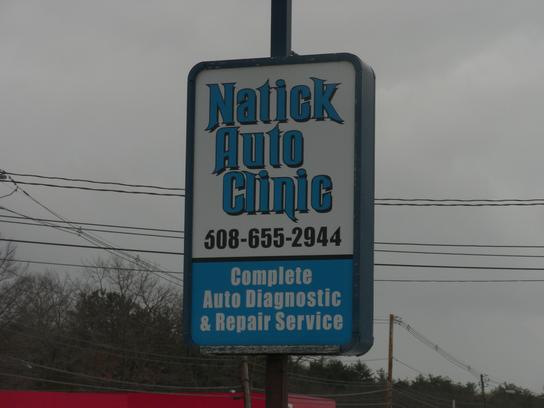 Natick
Auto
Clinic
508-655-2944
Complete
Auto Diagnostic
& Repair Service